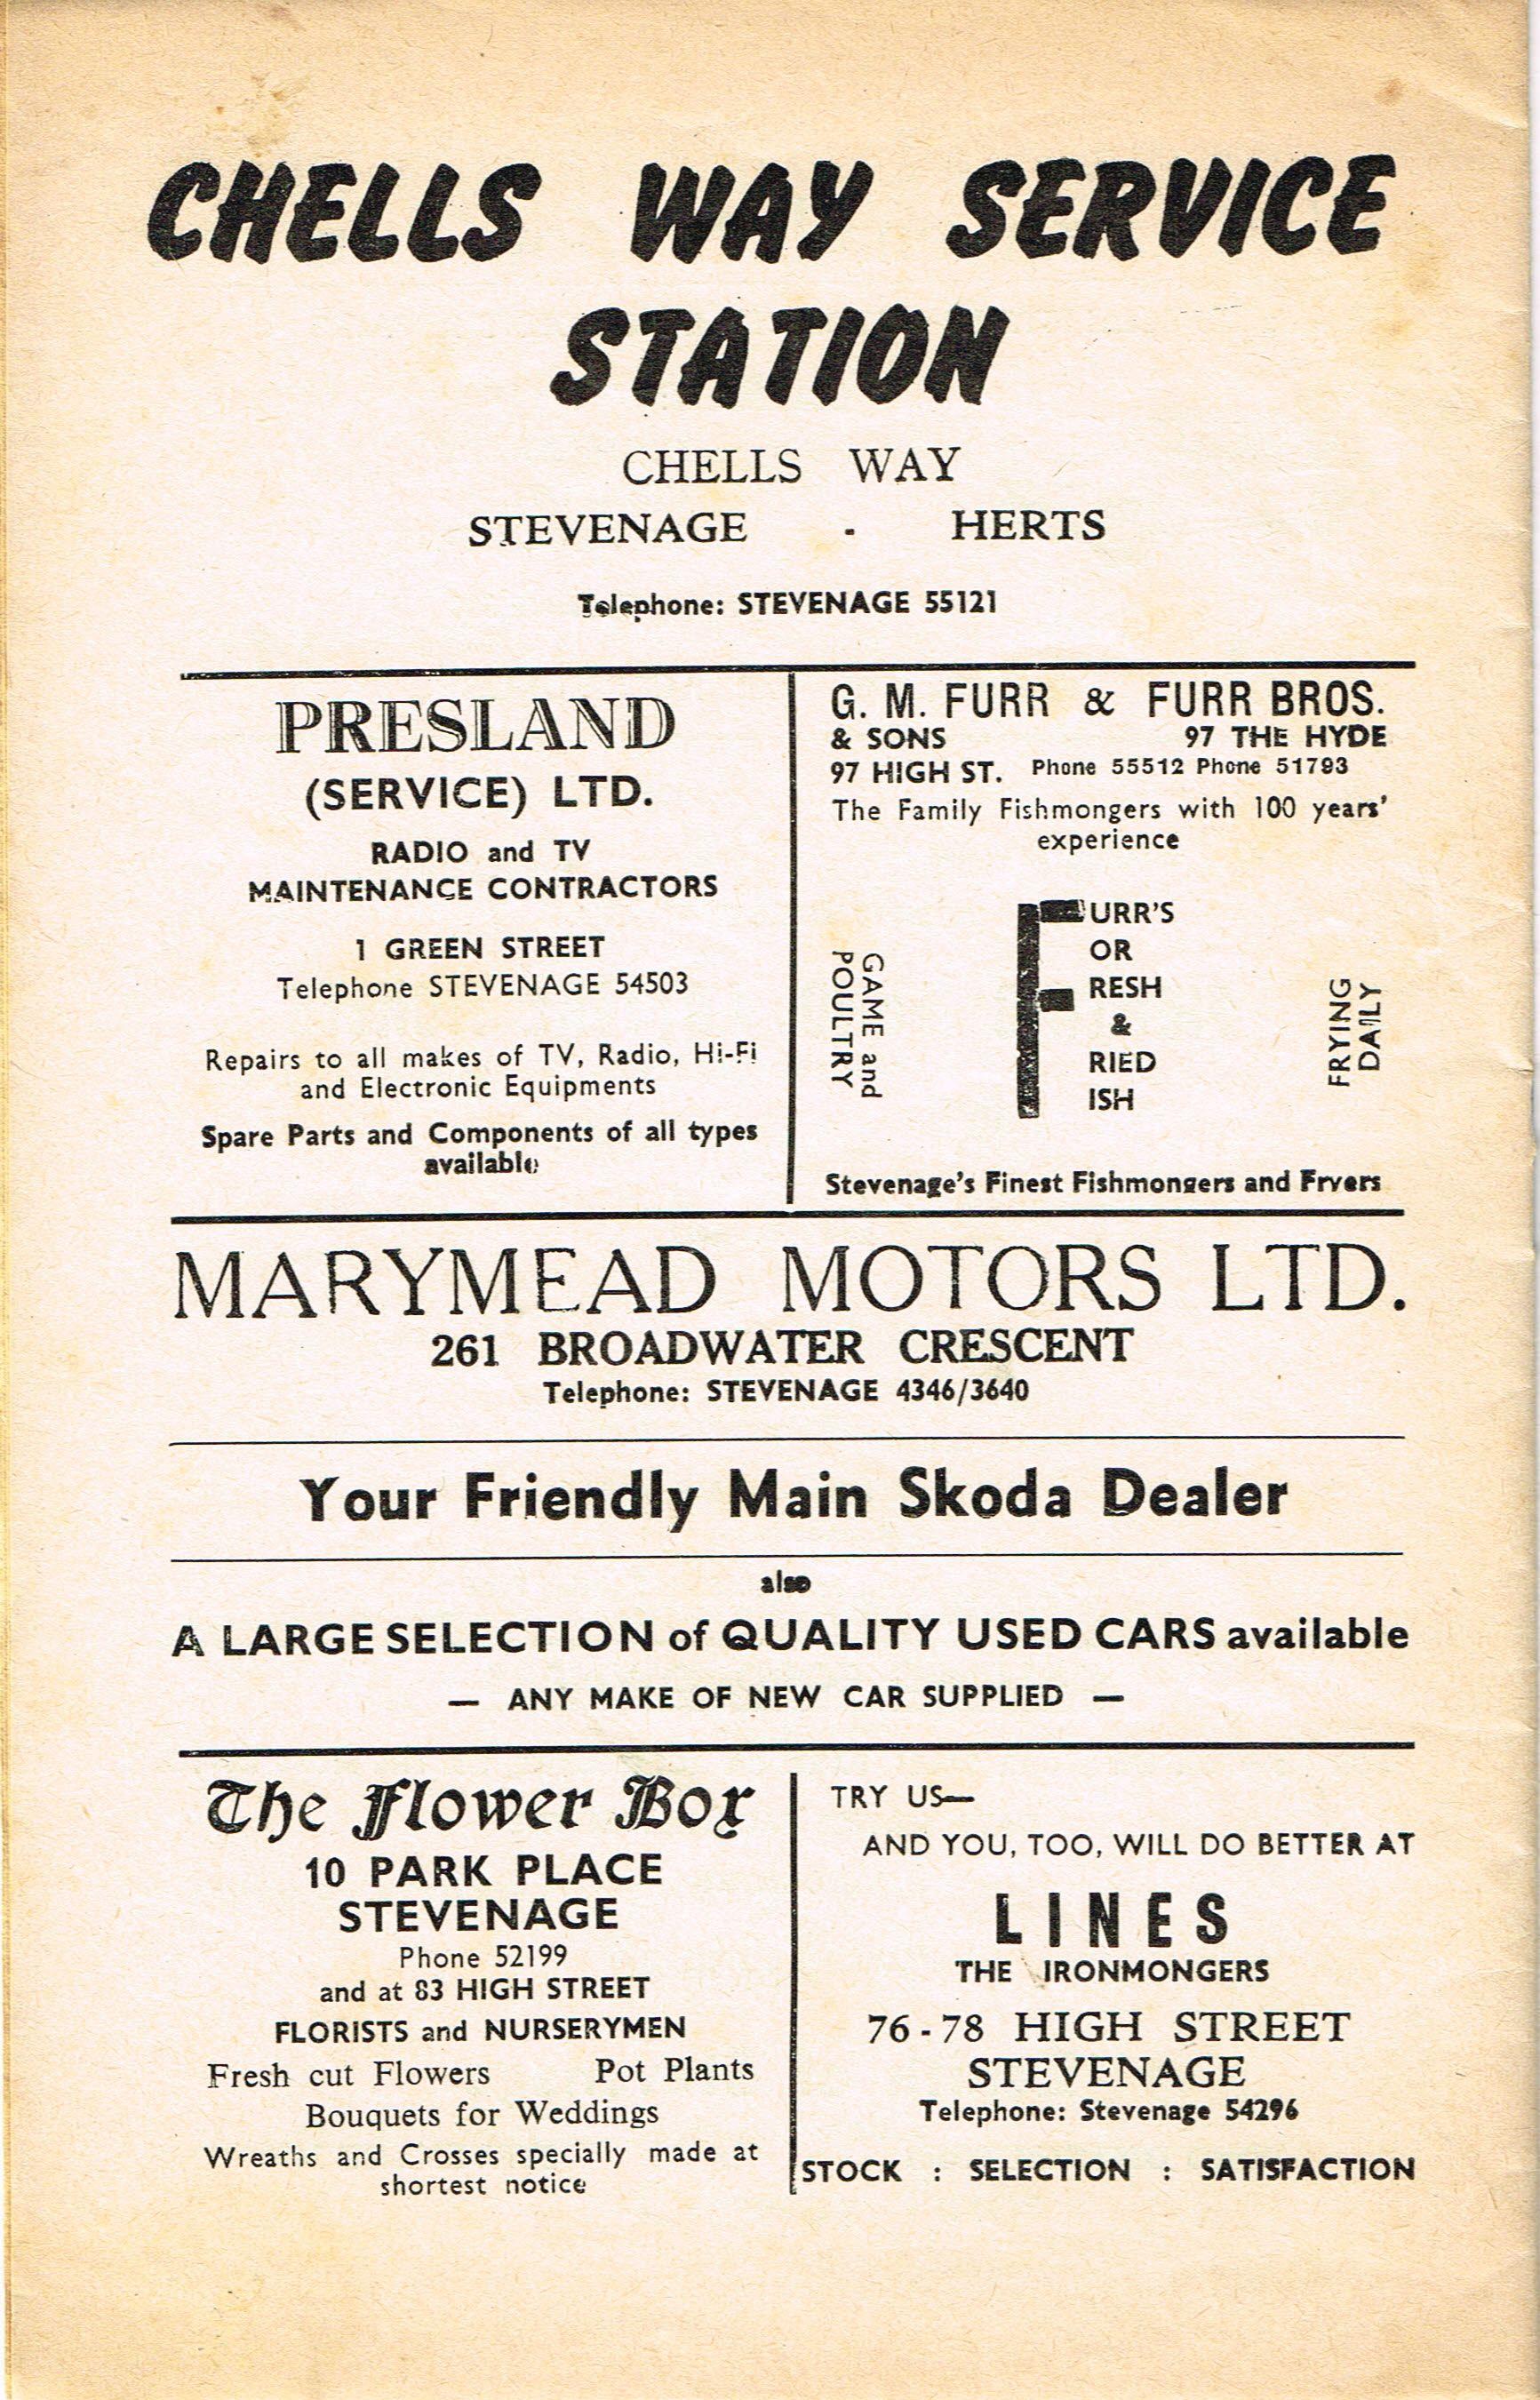 CHELLS WAY SERVICE
STATION
CHELLS WAY
STEVENAGE - HERTS
Telephone: STEVENAGE 55121
PRESLAND
(SERVICE) LTD.
RADIO and TV
MAINTENANCE CONTRACTORS
1 GREEN STREET
Telephone STEVENAGE 54503
Repairs to all makes of TV, Radio, Hi-Fi
and Electronic Equipments
Spare Parts and Components of all types
available
G. M. FURR & FURR BROS.
& SONS 97 THE HYDE
97 HIGH ST. Phone 55512 Phone 51793
The Family Fishmongers with 100 years'
experience
GAME and
POULTRY
FURR'S
OR
RESH
&
RIED
ISH
FRYING
DAILY
Stevenage's Finest Fishmongers and Fryers
MARYMEAD MOTORS LTD.
261 BROADWATER CRESCENT
Telephone: STEVENAGE 4346/3640
Your Friendly Main Skoda Dealer
also
A LARGE SELECTION of QUALITY USED CARS available
— ANY MAKE OF NEW CAR SUPPLIED —
The Flower Box
10 PARK PLACE
STEVENAGE
Phone 52199
and at 83 HIGH STREET
FLORISTS and NURSERYMEN
Fresh cut Flowers Pot Plants
Bouquets for Weddings
Wreaths and Crosses specially made at
shortest notice
TRY US—
AND YOU, TOO, WILL DO BETTER AT
LINES
THE IRONMONGERS
76-78 HIGH STREET
STEVENAGE
Telephone: Stevenage 54296
STOCK : SELECTION : SATISFACTION